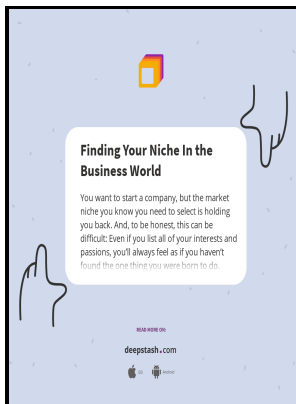 Finding Your Niche In the
Business World
You want to start a company, but the market
niche you know you need to select is holding
you back. And, to be honest, this can be
difficult: Even if you list all of your interests and
passions, you'll always feel as if you haven't
found the one thing you were born to do.
READ MORE ON:
deepstash.com
iOS
Android